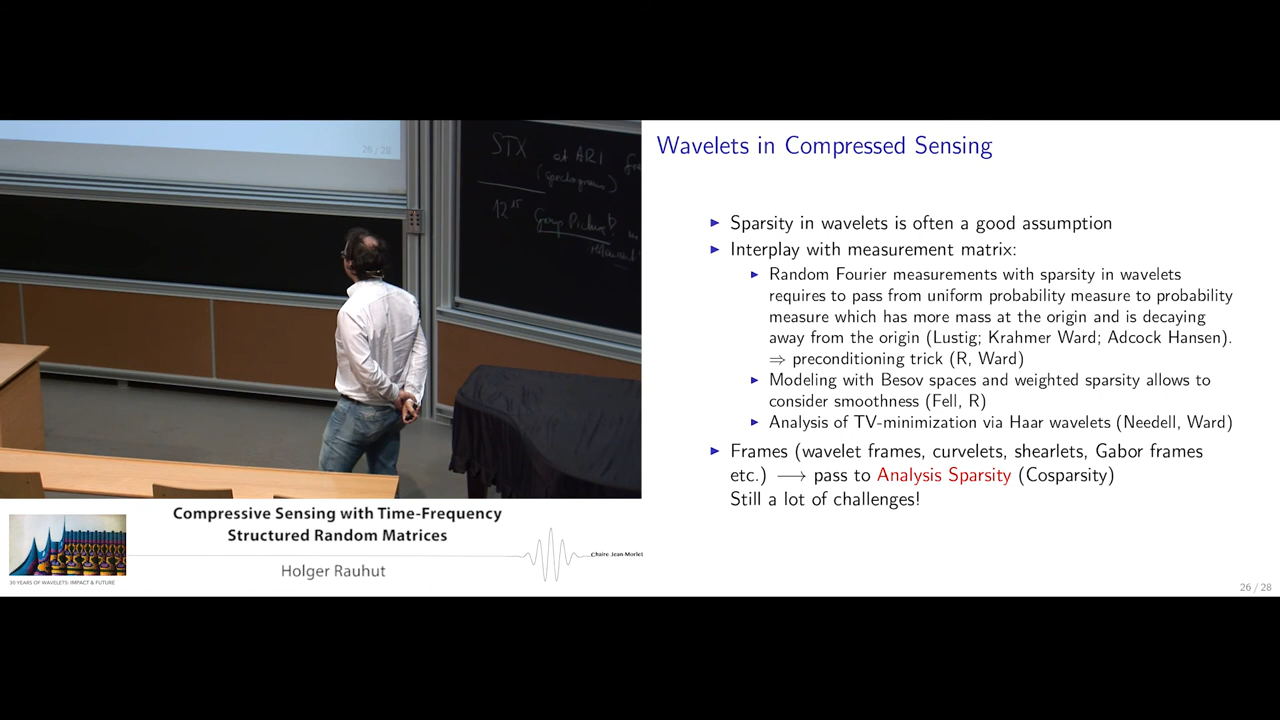 26 / 28
STX
at ARI
12 15
Group Picture!
Compressive Sensing with Time-Frequency
Structured Random Matrices
Holger Rauhut
30 YEARS OF WAVELETS: IMPACT & FUTURE
Chaire Jean-Morlet
Wavelets in Compressed Sensing
▶ Sparsity in wavelets is often a good assumption
▶ Interplay with measurement matrix:
▶ Random Fourier measurements with sparsity in wavelets
requires to pass from uniform probability measure to probability
measure which has more mass at the origin and is decaying
away from the origin (Lustig; Krahmer Ward; Adcock Hansen).
⇒ preconditioning trick (R, Ward)
▶ Modeling with Besov spaces and weighted sparsity allows to
consider smoothness (Fell, R)
▶ Analysis of TV-minimization via Haar wavelets (Needell, Ward)
▶ Frames (wavelet frames, curvelets, shearlets, Gabor frames
etc.) ⟶ pass to Analysis Sparsity (Cosparsity)
Still a lot of challenges!
26 / 28